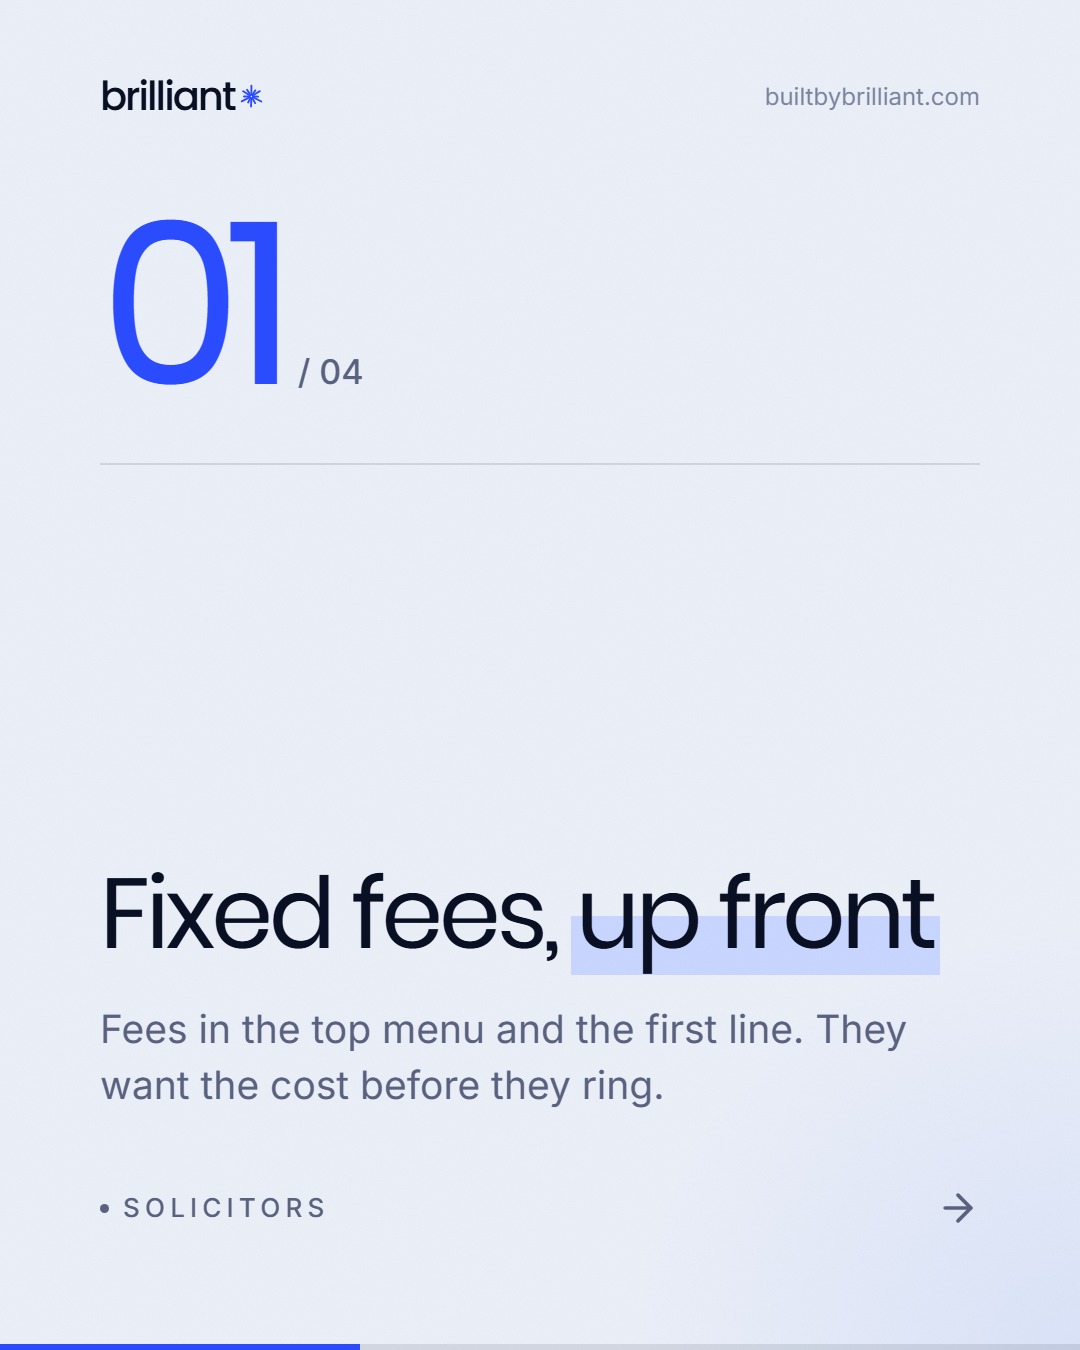 brilliant
builtbybrilliant.com
01 / 04
Fixed fees, up front
Fees in the top menu and the first line. They
want the cost before they ring.
• SOLICITORS